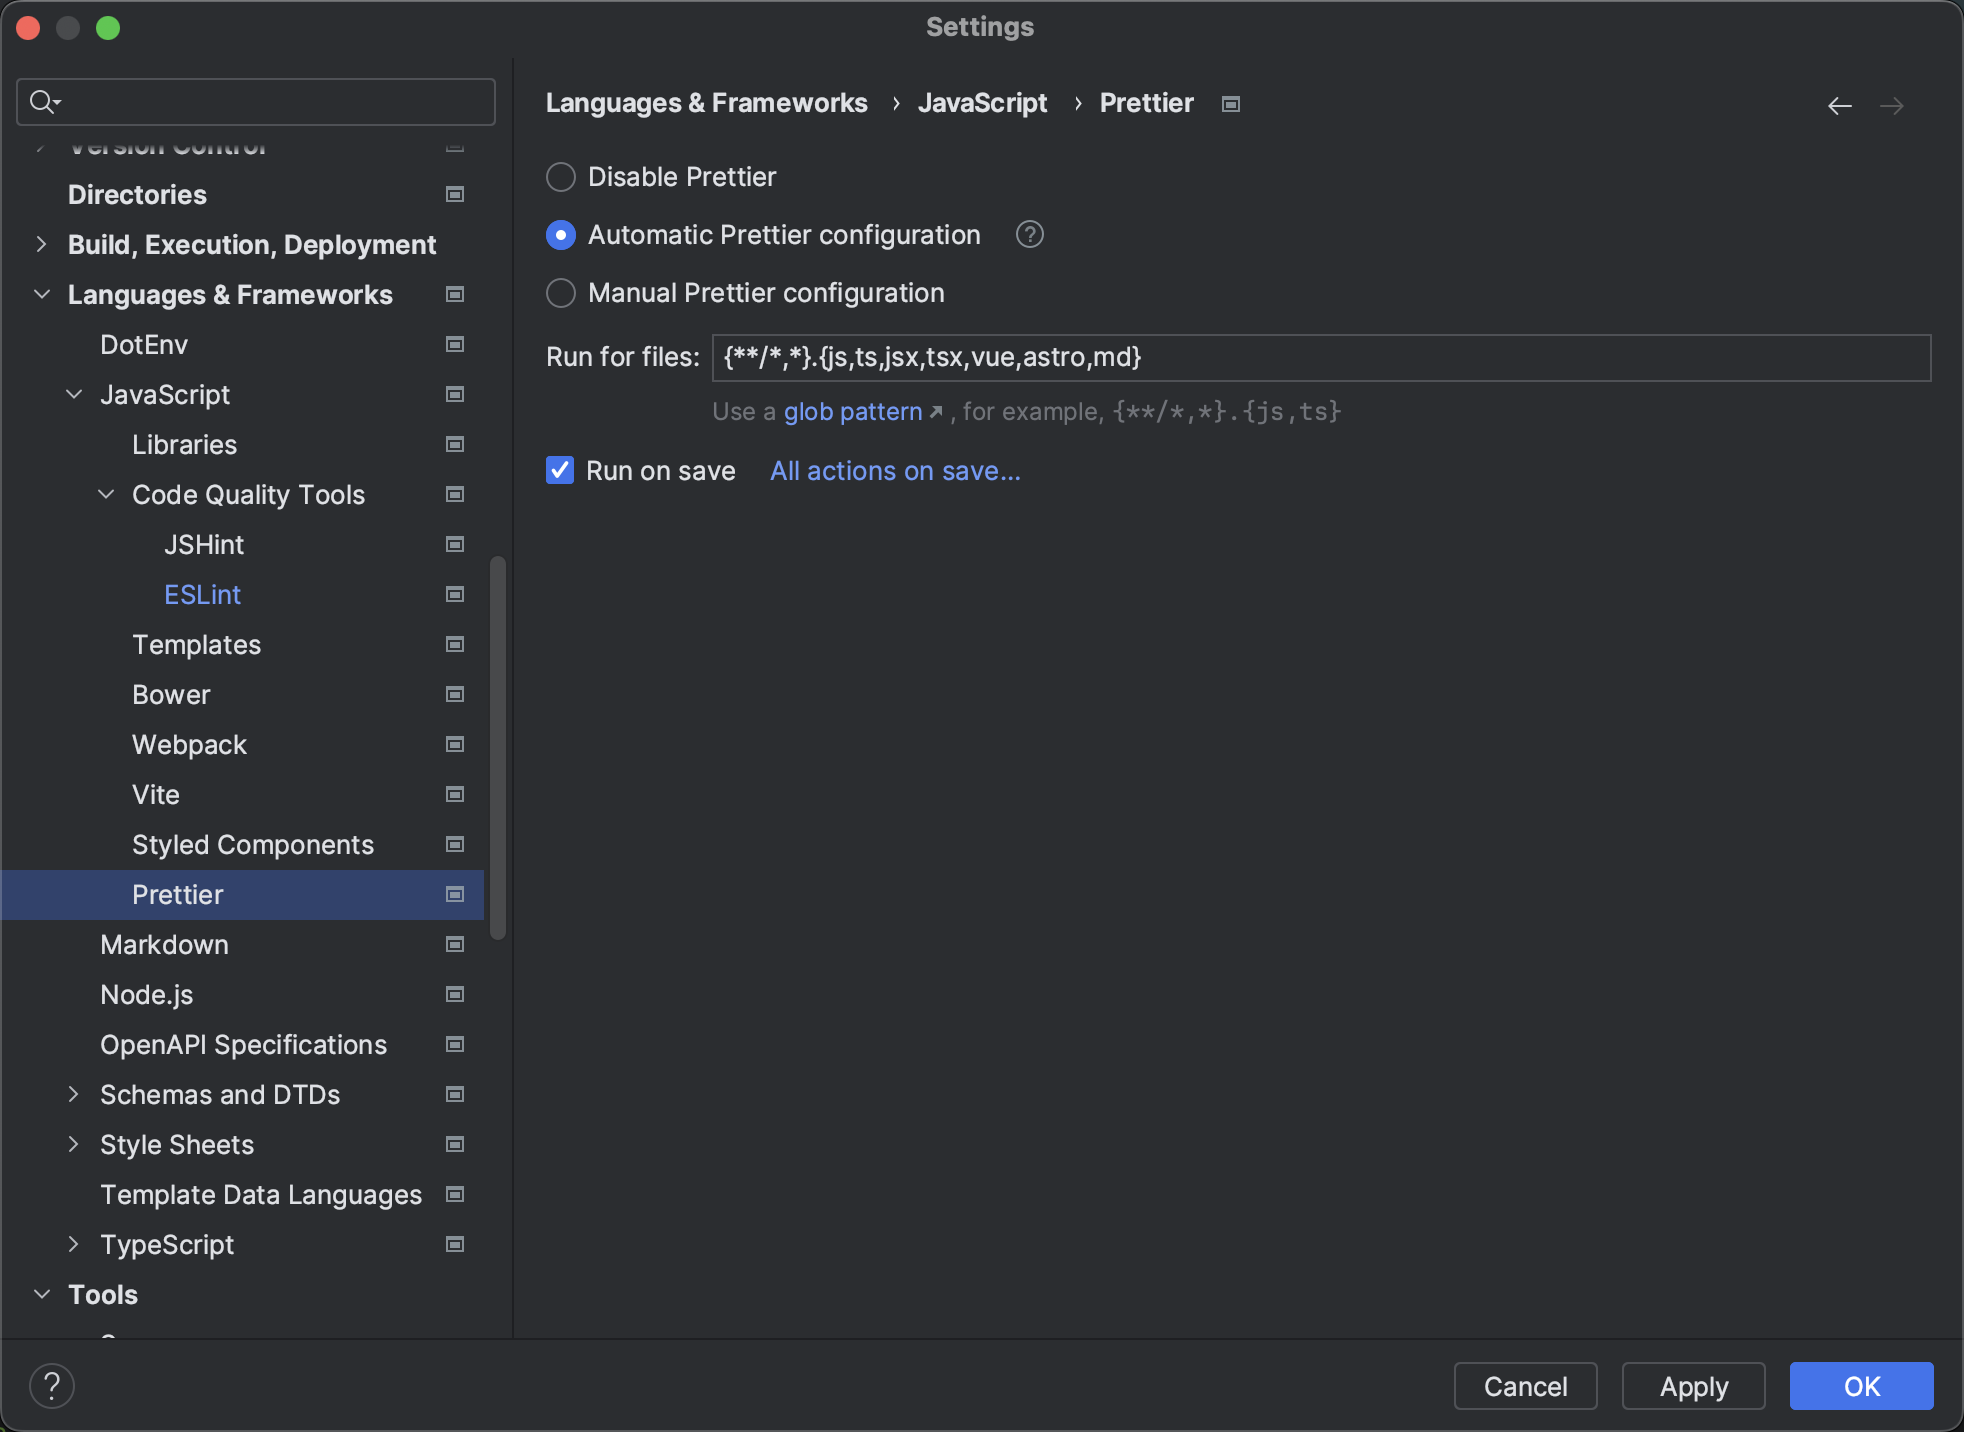 Settings
Version Control
Directories
Build, Execution, Deployment
Languages & Frameworks
DotEnv
JavaScript
Libraries
Code Quality Tools
JSHint
ESLint
Templates
Bower
Webpack
Vite
Styled Components
Prettier
Markdown
Node.js
OpenAPI Specifications
Schemas and DTDs
Style Sheets
Template Data Languages
TypeScript
Tools
Languages & Frameworks › JavaScript › Prettier
Disable Prettier
Automatic Prettier configuration ?
Manual Prettier configuration
Run for files: {**/*,*}.{js,ts,jsx,tsx,vue,astro,md}
Use a glob pattern ↗, for example, {**/*,*}.{js,ts}
Run on save All actions on save...
? Cancel Apply OK